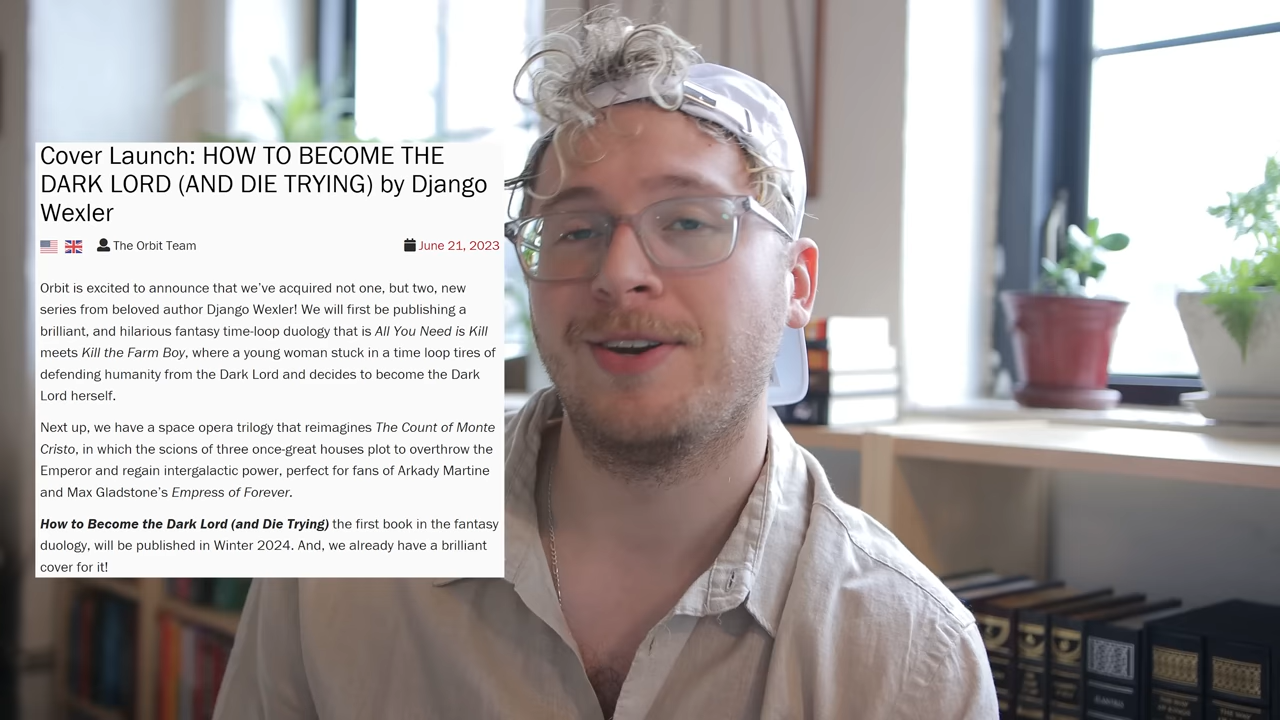 Cover Launch: HOW TO BECOME THE
DARK LORD (AND DIE TRYING) by Django
Wexler
The Orbit Team
June 21, 2023
Orbit is excited to announce that we've acquired not one, but two, new
series from beloved author Django Wexler! We will first be publishing a
brilliant, and hilarious fantasy time-loop duology that is All You Need is Kill
meets Kill the Farm Boy, where a young woman stuck in a time loop tires of
defending humanity from the Dark Lord and decides to become the Dark
Lord herself.
Next up, we have a space opera trilogy that reimagines The Count of Monte
Cristo, in which the scions of three once-great houses plot to overthrow the
Emperor and regain intergalactic power, perfect for fans of Arkady Martine
and Max Gladstone's Empress of Forever.
How to Become the Dark Lord (and Die Trying) the first book in the fantasy
duology, will be published in Winter 2024. And, we already have a brilliant
cover for it!